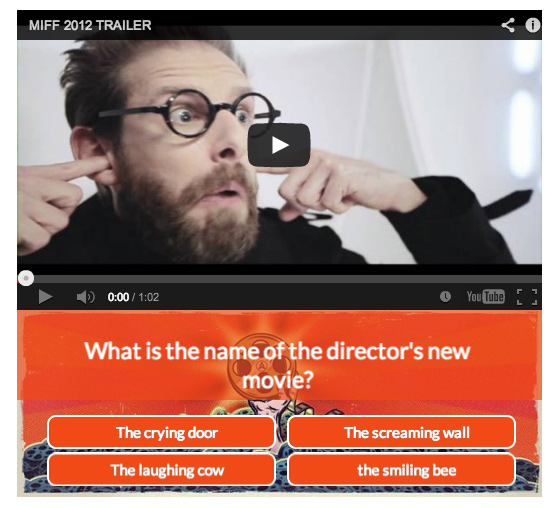 MIFF 2012 TRAILER
0:00 / 1:02
YouTube
What is the name of the director's new
movie?
The crying door
The screaming wall
The laughing cow
the smiling bee